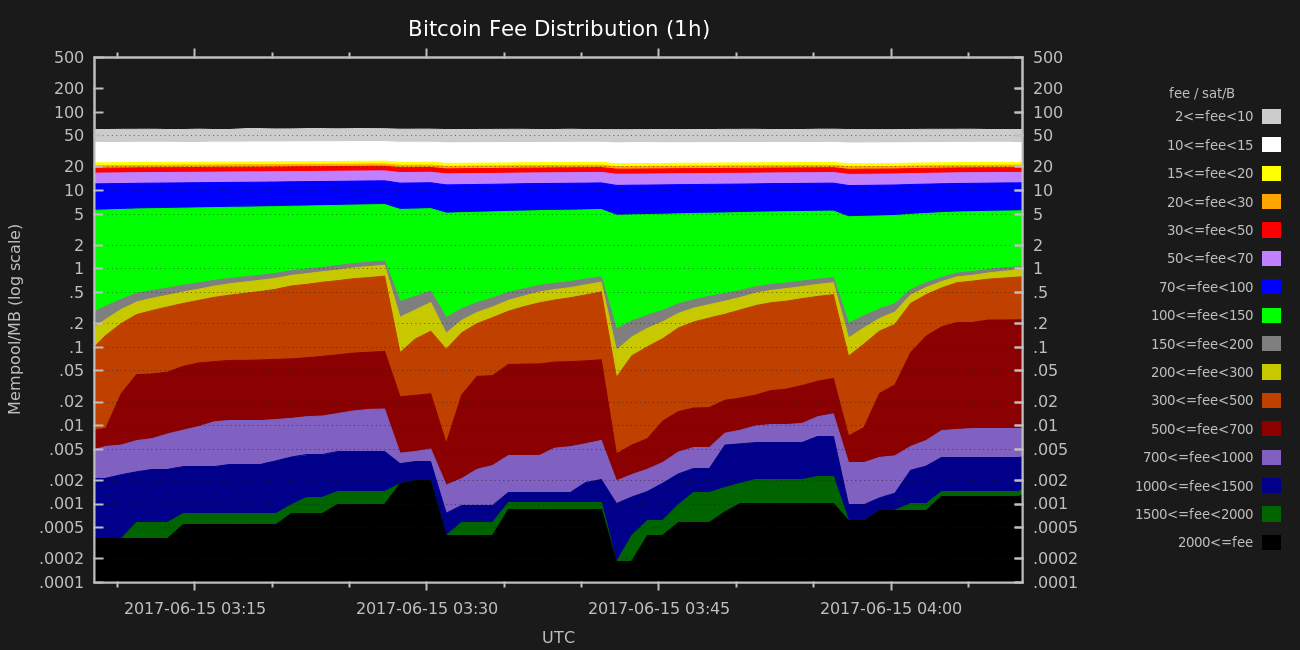 Bitcoin Fee Distribution (1h)
Mempool/MB (log scale)
500
200
100
50
20
10
5
2
1
.5
.2
.1
.05
.02
.01
.005
.002
.001
.0005
.0002
.0001
500
200
100
50
20
10
5
2
1
.5
.2
.1
.05
.02
.01
.005
.002
.001
.0005
.0002
.0001
2017-06-15 03:15 2017-06-15 03:30 2017-06-15 03:45 2017-06-15 04:00
UTC
fee / sat/B
2<=fee<10
10<=fee<15
15<=fee<20
20<=fee<30
30<=fee<50
50<=fee<70
70<=fee<100
100<=fee<150
150<=fee<200
200<=fee<300
300<=fee<500
500<=fee<700
700<=fee<1000
1000<=fee<1500
1500<=fee<2000
2000<=fee